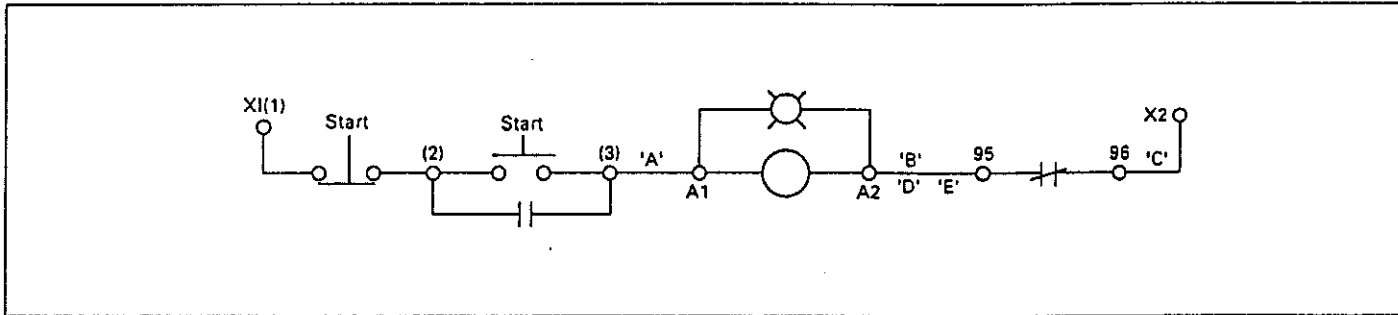 XI(1)
Start
(2)
Start
(3)
'A'
A1
A2
'B'
'D' 'E'
95
96
'C'
X2